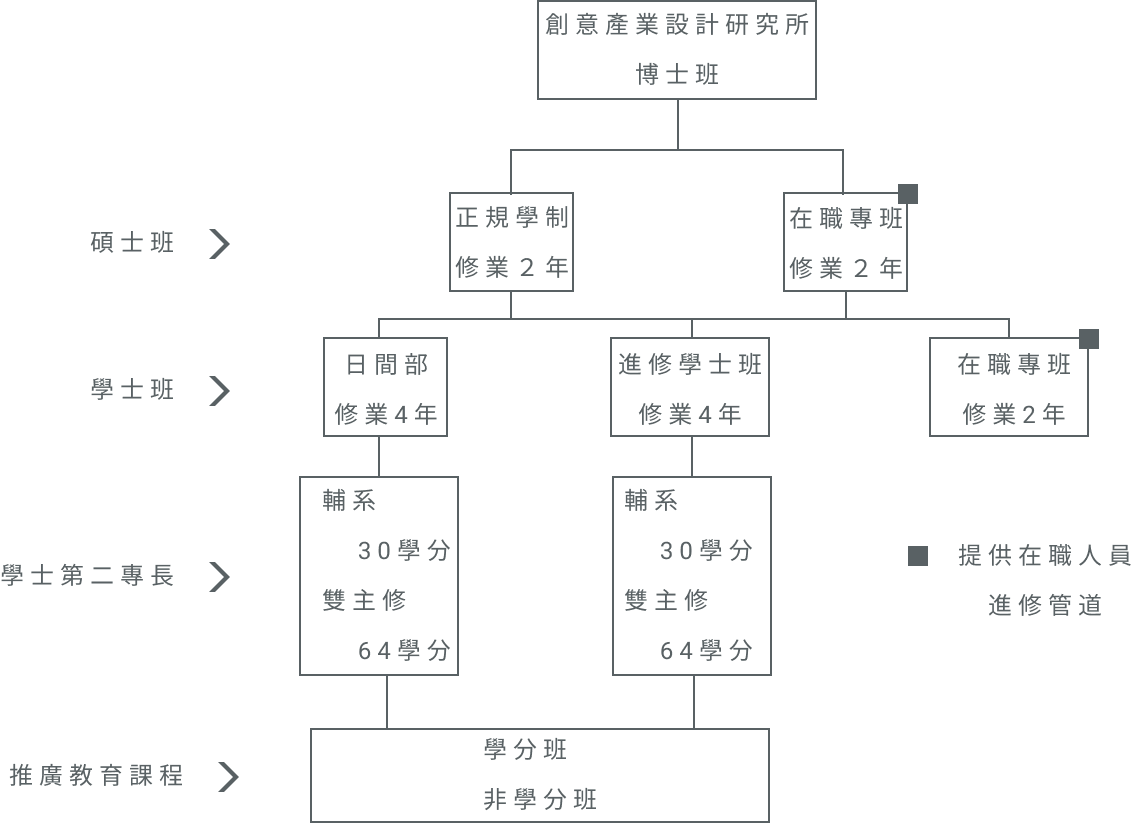 創意產業設計研究所
博士班
碩士班
正規學制
修業2年
在職專班
修業2年
學士班
日間部
修業4年
進修學士班
修業4年
在職專班
修業2年
學士第二專長
輔系
30學分
雙主修
64學分
輔系
30學分
雙主修
64學分
提供在職人員
進修管道
推廣教育課程
學分班
非學分班